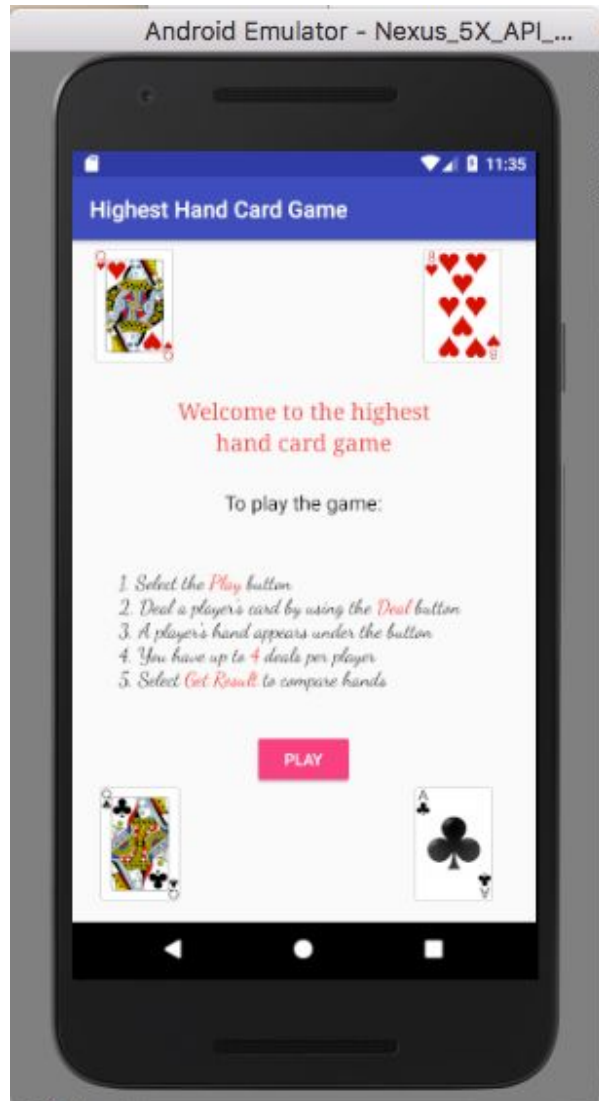 Android Emulator - Nexus_5X_API_...
11:35
Highest Hand Card Game
Q
8
Q
8
Welcome to the highest
hand card game
To play the game:
1. Select the Play button
2. Deal a player's card by using the Deal button
3. A player's hand appears under the button
4. You have up to 4 deals per player
5. Select Get Result to compare hands
PLAY
Q
A
Q
A